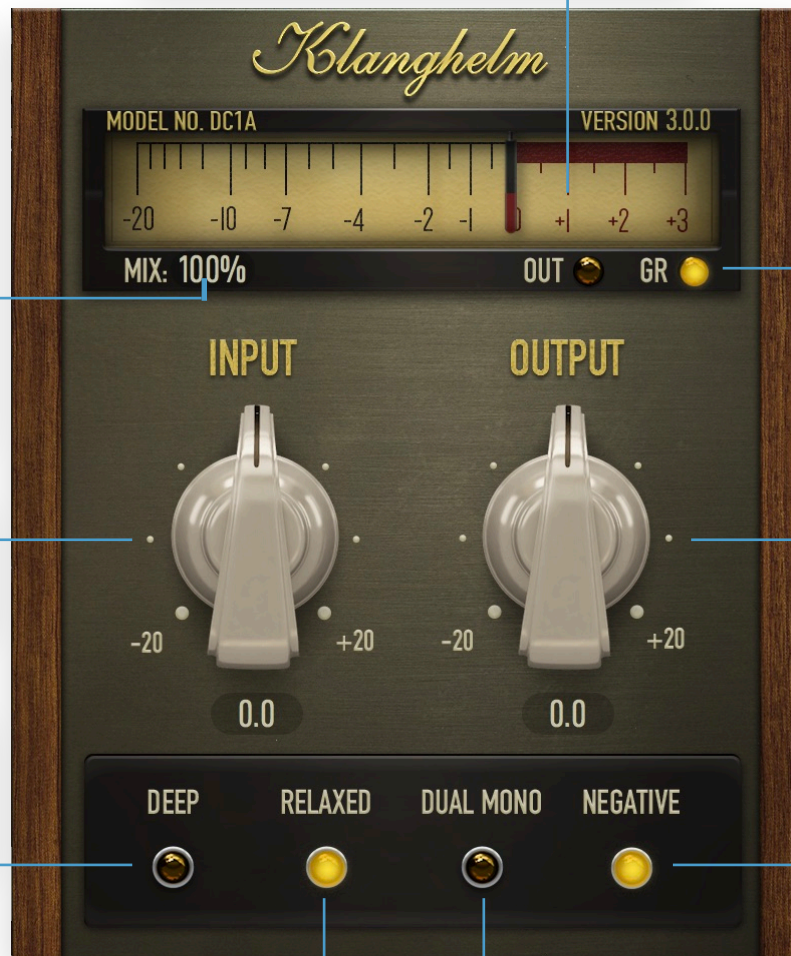 Klanghelm
MODEL NO. DC1A VERSION 3.0.0
-20 -10 -7 -4 -2 -1 0 +1 +2 +3
MIX: 100% OUT GR
INPUT OUTPUT
-20 +20 -20 +20
0.0 0.0
DEEP RELAXED DUAL MONO NEGATIVE